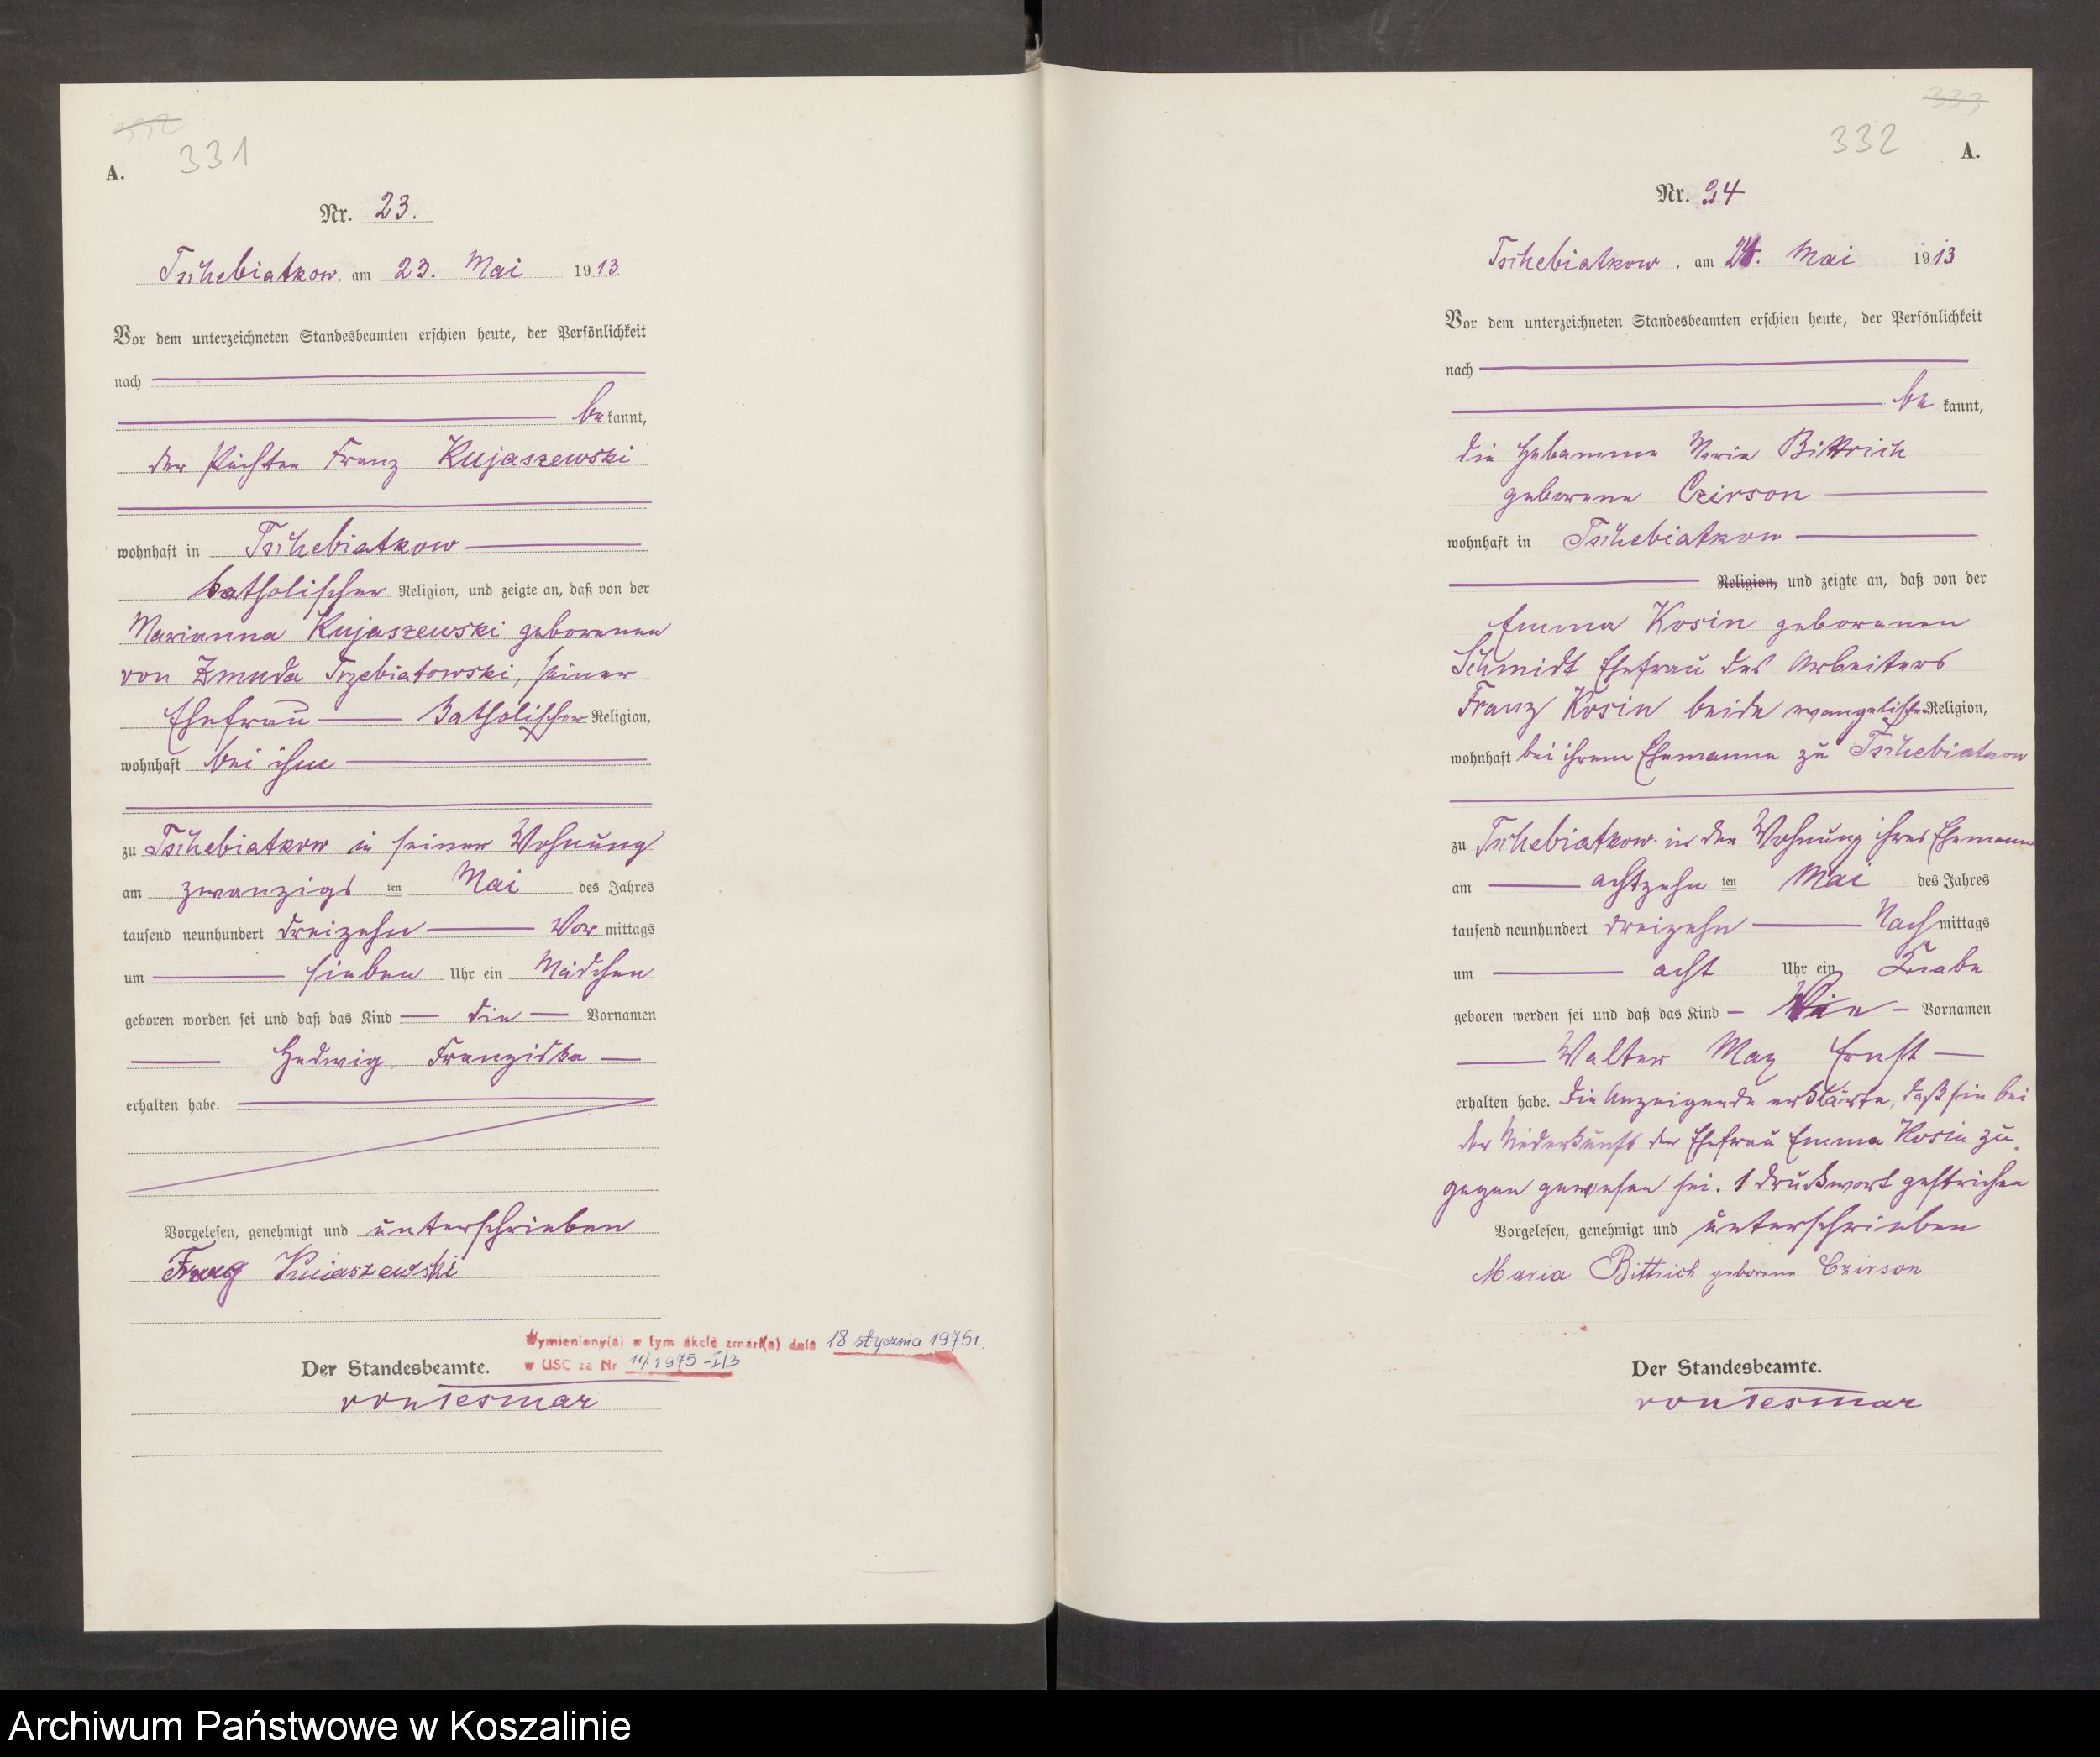 332
331
A.
Nr. 23.
Tschebiatkow, am 23. Mai 1913.
Vor dem unterzeichneten Standesbeamten erschien heute, der Persönlichkeit
nach
bekannt,
der Pächter Franz Kujaszewski
wohnhaft in Tschebiatkow
katholischer Religion, und zeigte an, daß von der
Marianna Kujaszewski geborenen
von Zmuda Trzebiatowski, seiner
Ehefrau katholischer Religion,
wohnhaft bei ihm
zu Tschebiatkow in seiner Wohnung
am zwanzigsten Mai des Jahres
tausend neunhundert dreizehn Vormittags
um sieben Uhr ein Mädchen
geboren worden sei und daß das Kind die Vornamen
Hedwig Franziska
erhalten habe.
Vorgelesen, genehmigt und unterschrieben
Franz Kujaszewski
Wymieniony(a) w tym akcie zmarł(a) dnia 18 stycznia 1975r.
w USC za Nr 11/1975-I/3
Der Standesbeamte.
von Tesmar
333
332
A.
Nr. 24
Tschebiatkow, am 24. Mai 1913
Vor dem unterzeichneten Standesbeamten erschien heute, der Persönlichkeit
nach
bekannt,
die Hebamme Maria Bittrich
geborene Czirson
wohnhaft in Tschebiatkow
Religion, und zeigte an, daß von der
Emma Kosin geborenen
Schmidt Ehefrau des Arbeiters
Franz Kosin beide evangelischer Religion,
wohnhaft bei ihrem Ehemanne zu Tschebiatkow
zu Tschebiatkow in der Wohnung ihres Ehemannes
am achtzehnten Mai des Jahres
tausend neunhundert dreizehn Nachmittags
um acht Uhr ein Knabe
geboren worden sei und daß das Kind die Vornamen
Walter Max Ernst
erhalten habe. Die Anzeigende erklärte, daß sie bei
der Niederkunft der Ehefrau Emma Kosin zu-
gegen gewesen sei. 1 Druckwort gestrichen
Vorgelesen, genehmigt und unterschrieben
Maria Bittrich geborene Czirson
Der Standesbeamte.
von Tesmar
Archiwum Państwowe w Koszalinie